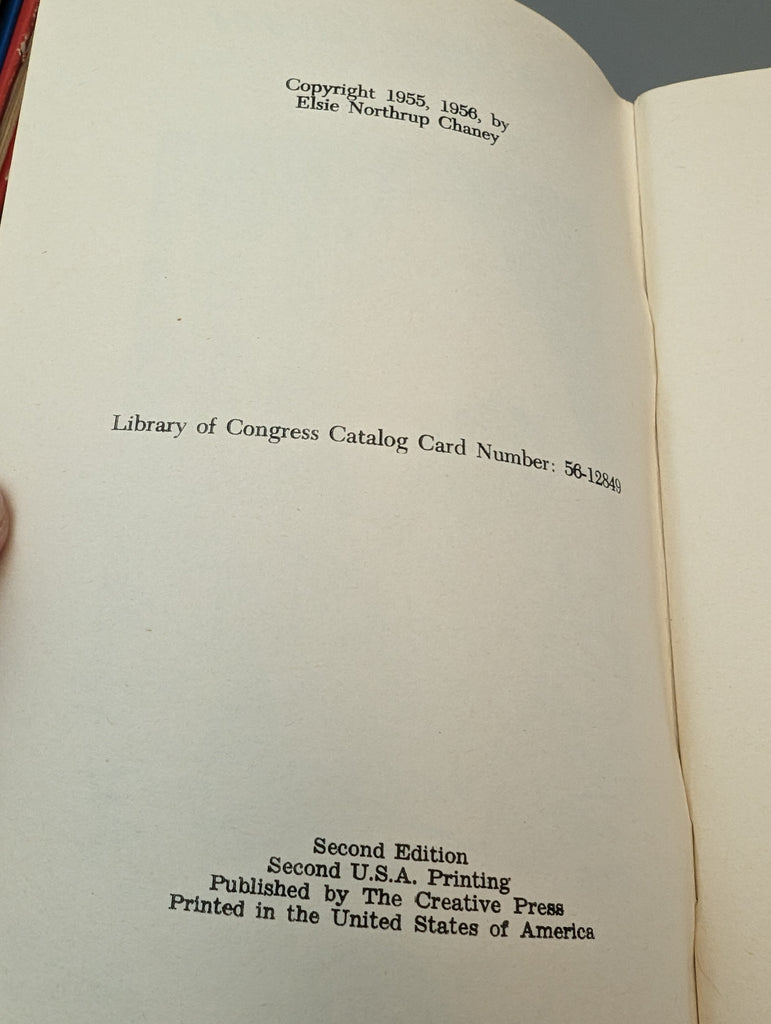 Copyright 1955, 1956, by
Elsie Northrup Chaney
Library of Congress Catalog Card Number: 56-12849
Second Edition
Second U.S.A. Printing
Published by The Creative Press
Printed in the United States of America